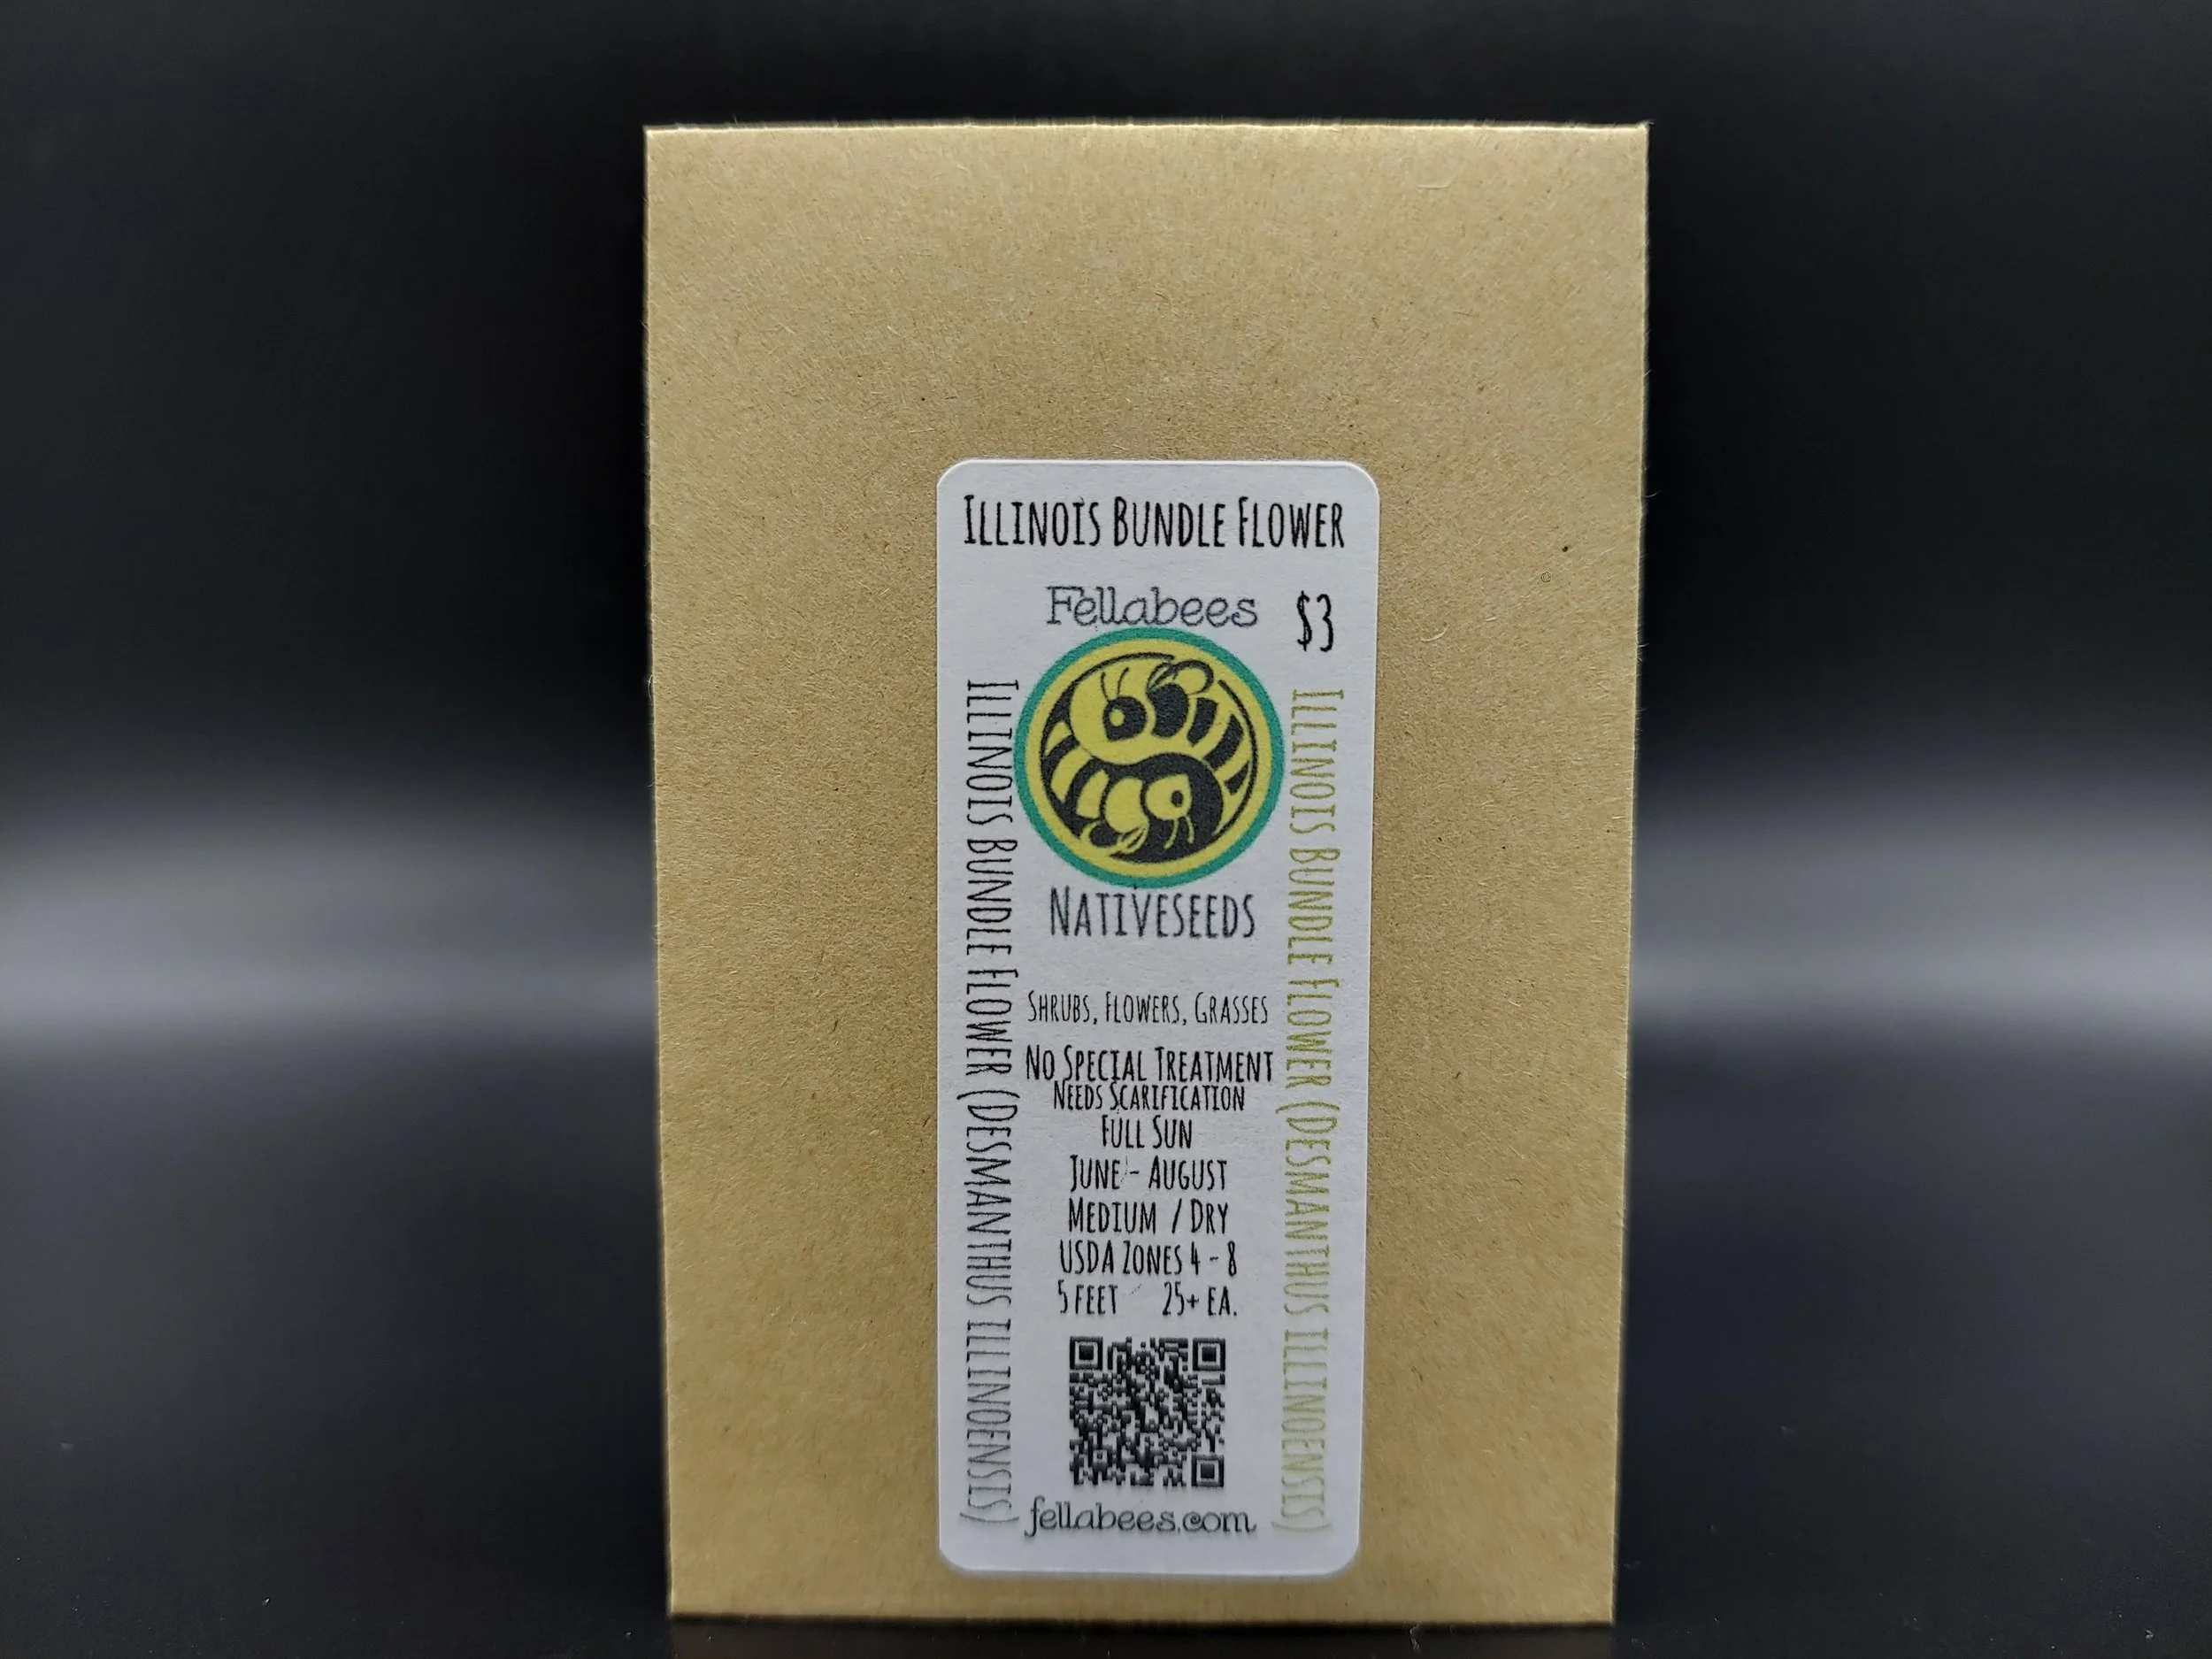 Illinois Bundle Flower
Fellabees
$3
Illinois Bundle Flower (Desmanthus illinoensis)
Illinois Bundle Flower (Desmanthus illinoensis)
Nativeseeds
Shrubs, Flowers, Grasses
No Special Treatment
Needs Scarification
Full Sun
June - August
Medium / Dry
USDA Zones 4 - 8
5 feet 25+ ea.
fellabees.com